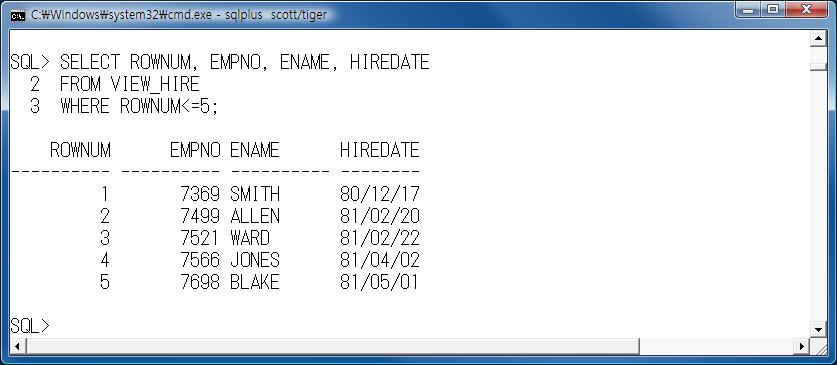 C:₩Windows₩system32₩cmd.exe - sqlplus  scott/tiger
SQL> SELECT ROWNUM, EMPNO, ENAME, HIREDATE
  2  FROM VIEW_HIRE
  3  WHERE ROWNUM<=5;
    ROWNUM      EMPNO ENAME      HIREDATE
---------- ---------- ---------- --------
         1       7369 SMITH      80/12/17
         2       7499 ALLEN      81/02/20
         3       7521 WARD       81/02/22
         4       7566 JONES      81/04/02
         5       7698 BLAKE      81/05/01
SQL>